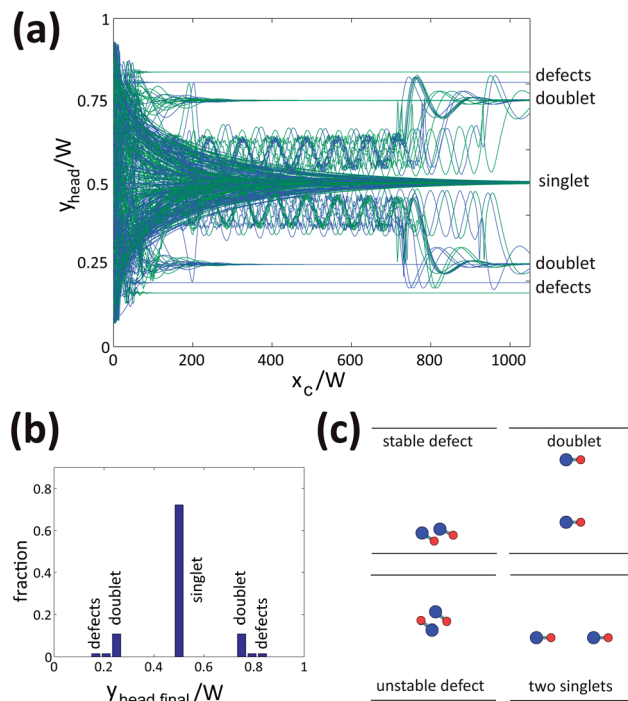 (a)
1
0.75
0.5
0.25
0
y_head/W
defects
doublet
singlet
doublet
defects
0 200 400 600 800 1000
x_c/W
(b)
(c)
fraction
0.8
0.6
0.4
0.2
0
defects
doublet
singlet
doublet
defects
0 0.2 0.4 0.6 0.8 1
y_head final/W
stable defect
doublet
unstable defect
two singlets